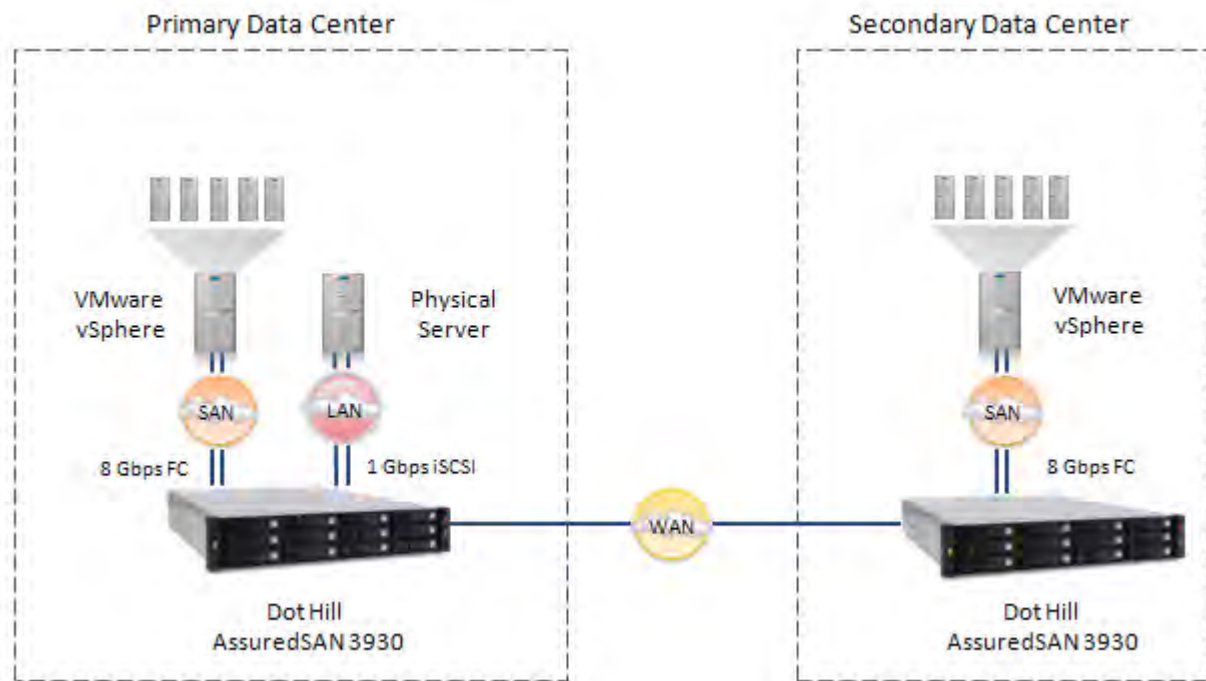 Primary Data Center
Secondary Data Center
VMware
vSphere
Physical
Server
VMware
vSphere
SAN
LAN
SAN
8 Gbps FC
1 Gbps iSCSI
8 Gbps FC
WAN
Dot Hill
AssuredSAN 3930
Dot Hill
AssuredSAN 3930